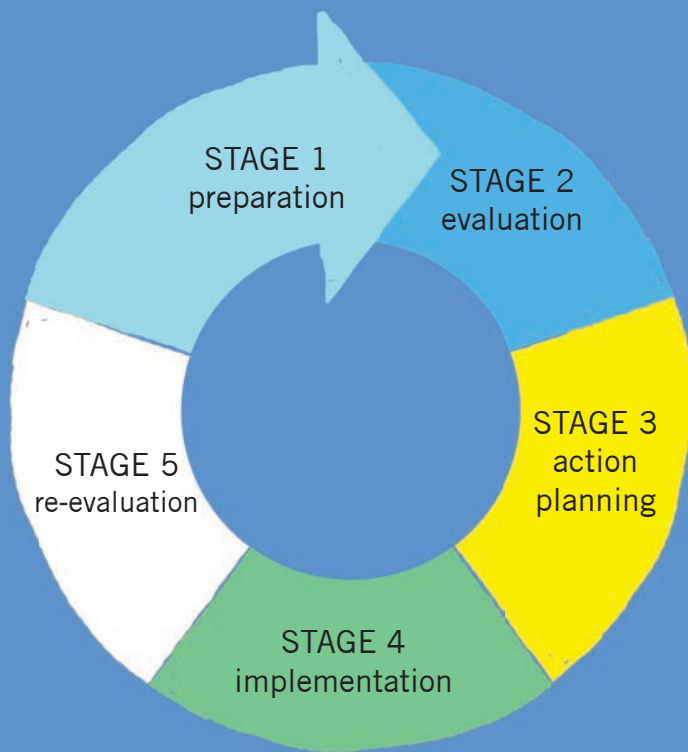 STAGE 1
preparation
STAGE 2
evaluation
STAGE 3
action
planning
STAGE 4
implementation
STAGE 5
re-evaluation